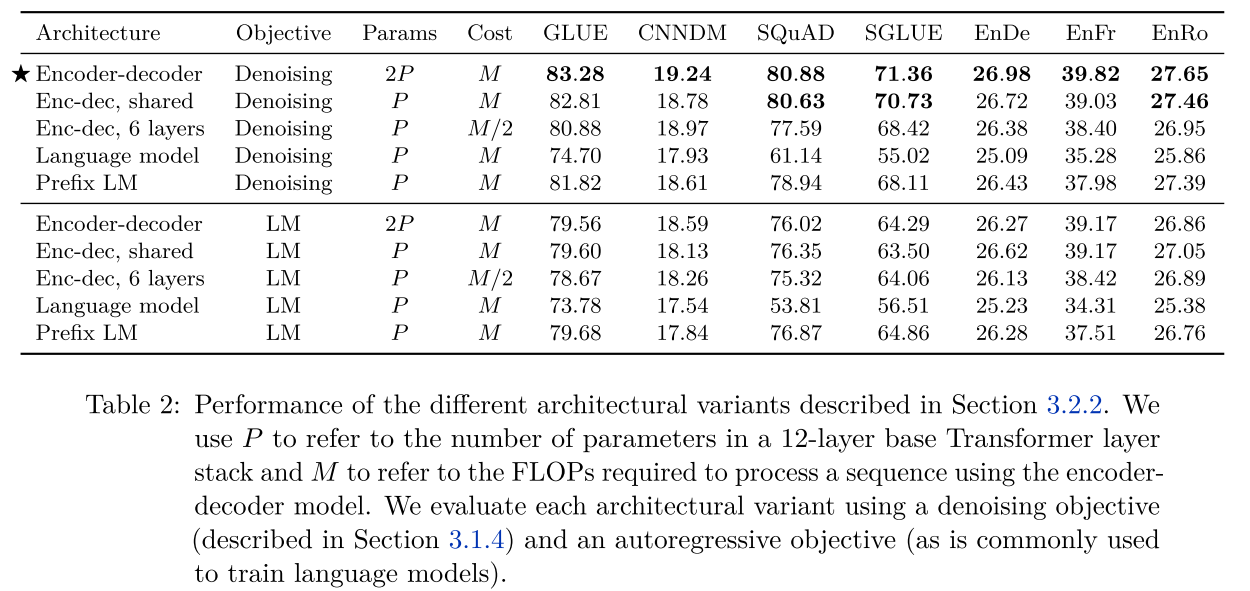 Architecture Objective Params Cost GLUE CNNDM SQuAD SGLUE EnDe EnFr EnRo
★ Encoder-decoder Denoising 2P M 83.28 19.24 80.88 71.36 26.98 39.82 27.65
Enc-dec, shared Denoising P M 82.81 18.78 80.63 70.73 26.72 39.03 27.46
Enc-dec, 6 layers Denoising P M/2 80.88 18.97 77.59 68.42 26.38 38.40 26.95
Language model Denoising P M 74.70 17.93 61.14 55.02 25.09 35.28 25.86
Prefix LM Denoising P M 81.82 18.61 78.94 68.11 26.43 37.98 27.39
Encoder-decoder LM 2P M 79.56 18.59 76.02 64.29 26.27 39.17 26.86
Enc-dec, shared LM P M 79.60 18.13 76.35 63.50 26.62 39.17 27.05
Enc-dec, 6 layers LM P M/2 78.67 18.26 75.32 64.06 26.13 38.42 26.89
Language model LM P M 73.78 17.54 53.81 56.51 25.23 34.31 25.38
Prefix LM LM P M 79.68 17.84 76.87 64.86 26.28 37.51 26.76
Table 2: Performance of the different architectural variants described in Section 3.2.2. We
use P to refer to the number of parameters in a 12-layer base Transformer layer
stack and M to refer to the FLOPs required to process a sequence using the encoder-
decoder model. We evaluate each architectural variant using a denoising objective
(described in Section 3.1.4) and an autoregressive objective (as is commonly used
to train language models).